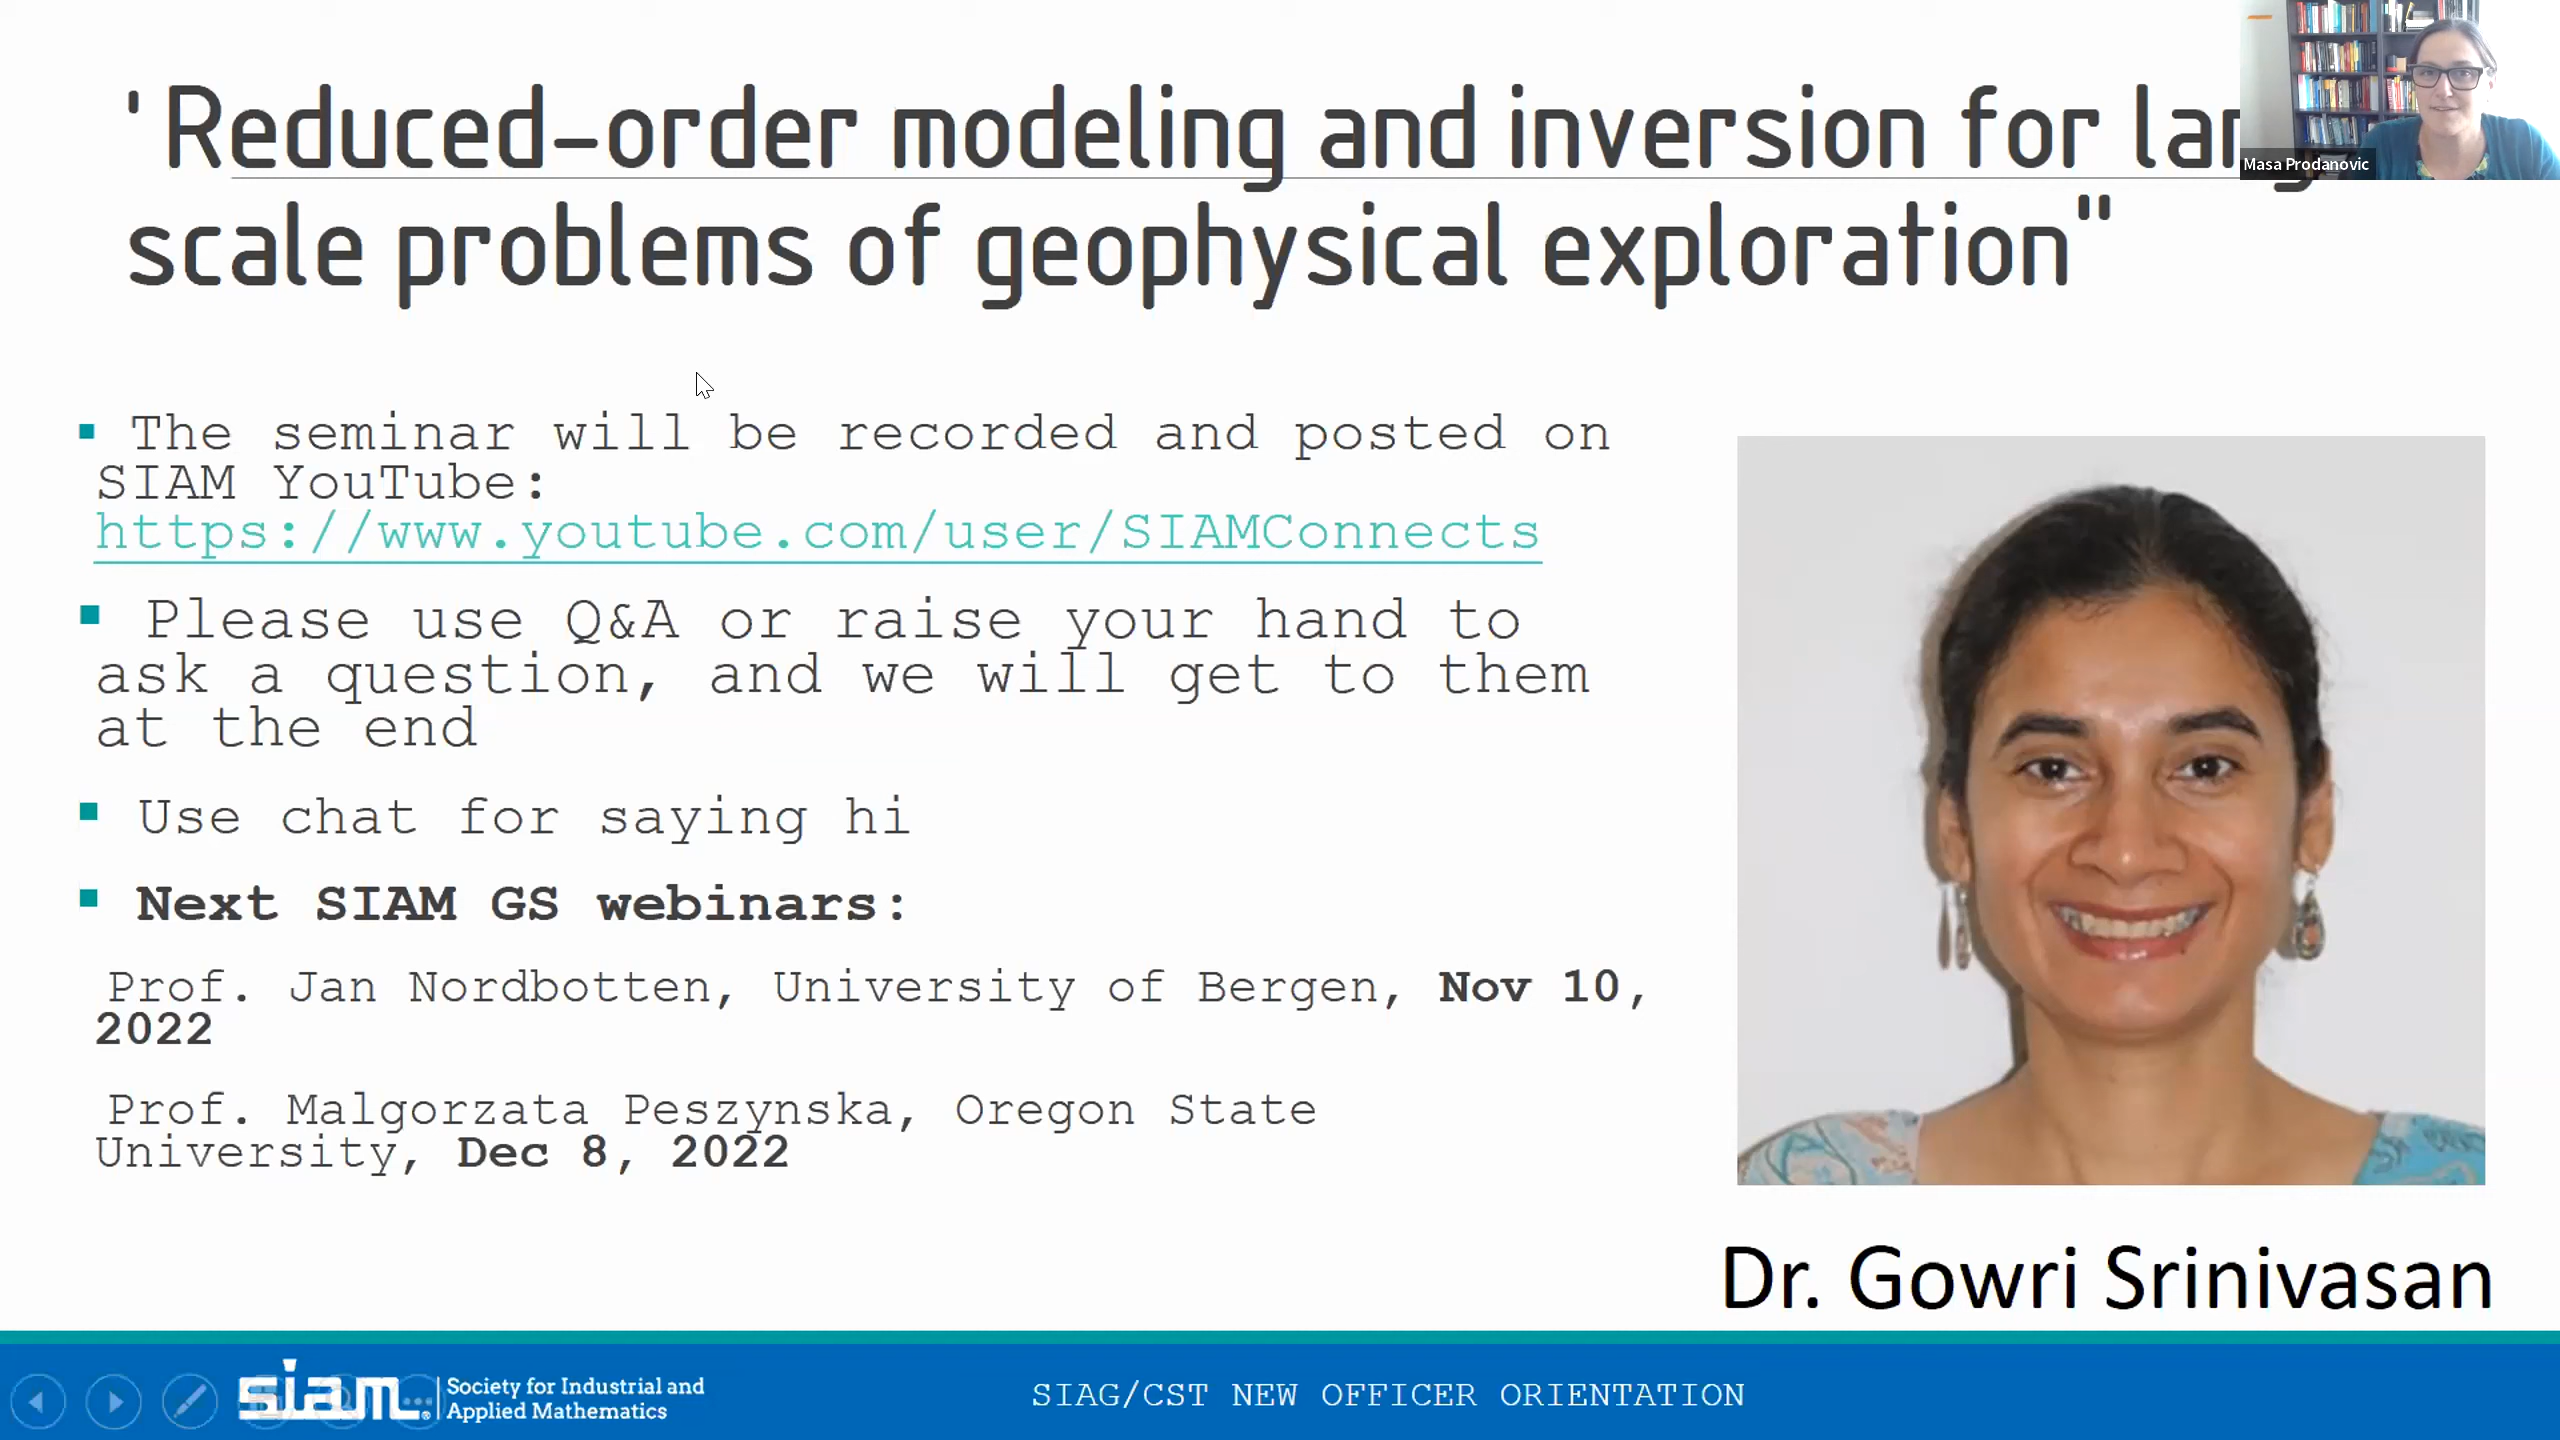 'Reduced-order modeling and inversion for
scale problems of geophysical exploration"
Masa Prodanovic
▪ The seminar will be recorded and posted on
SIAM YouTube:
https://www.youtube.com/user/SIAMConnects
▪ Please use Q&A or raise your hand to
ask a question, and we will get to them
at the end
▪ Use chat for saying hi
▪ Next SIAM GS webinars:
Prof. Jan Nordbotten, University of Bergen, Nov 10,
2022
Prof. Malgorzata Peszynska, Oregon State
University, Dec 8, 2022
Dr. Gowri Srinivasan
siam®
Society for Industrial and
Applied Mathematics
SIAG/CST NEW OFFICER ORIENTATION